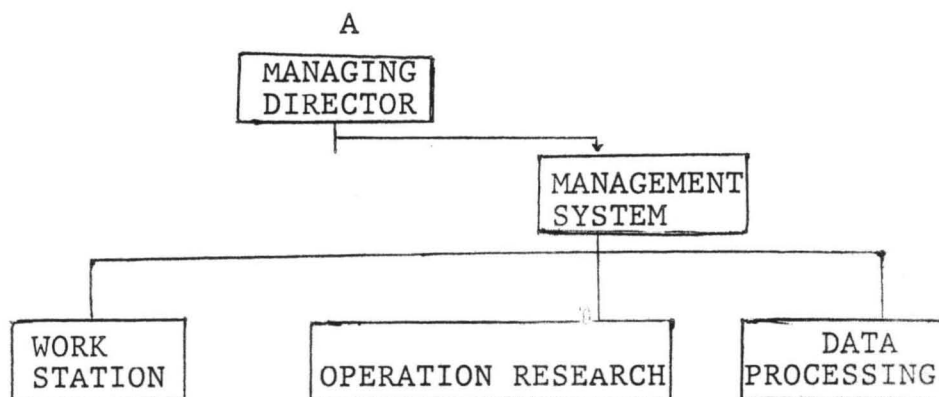 A
MANAGING
DIRECTOR
MANAGEMENT
SYSTEM
WORK
STATION
OPERATION RESEARCH
DATA
PROCESSING